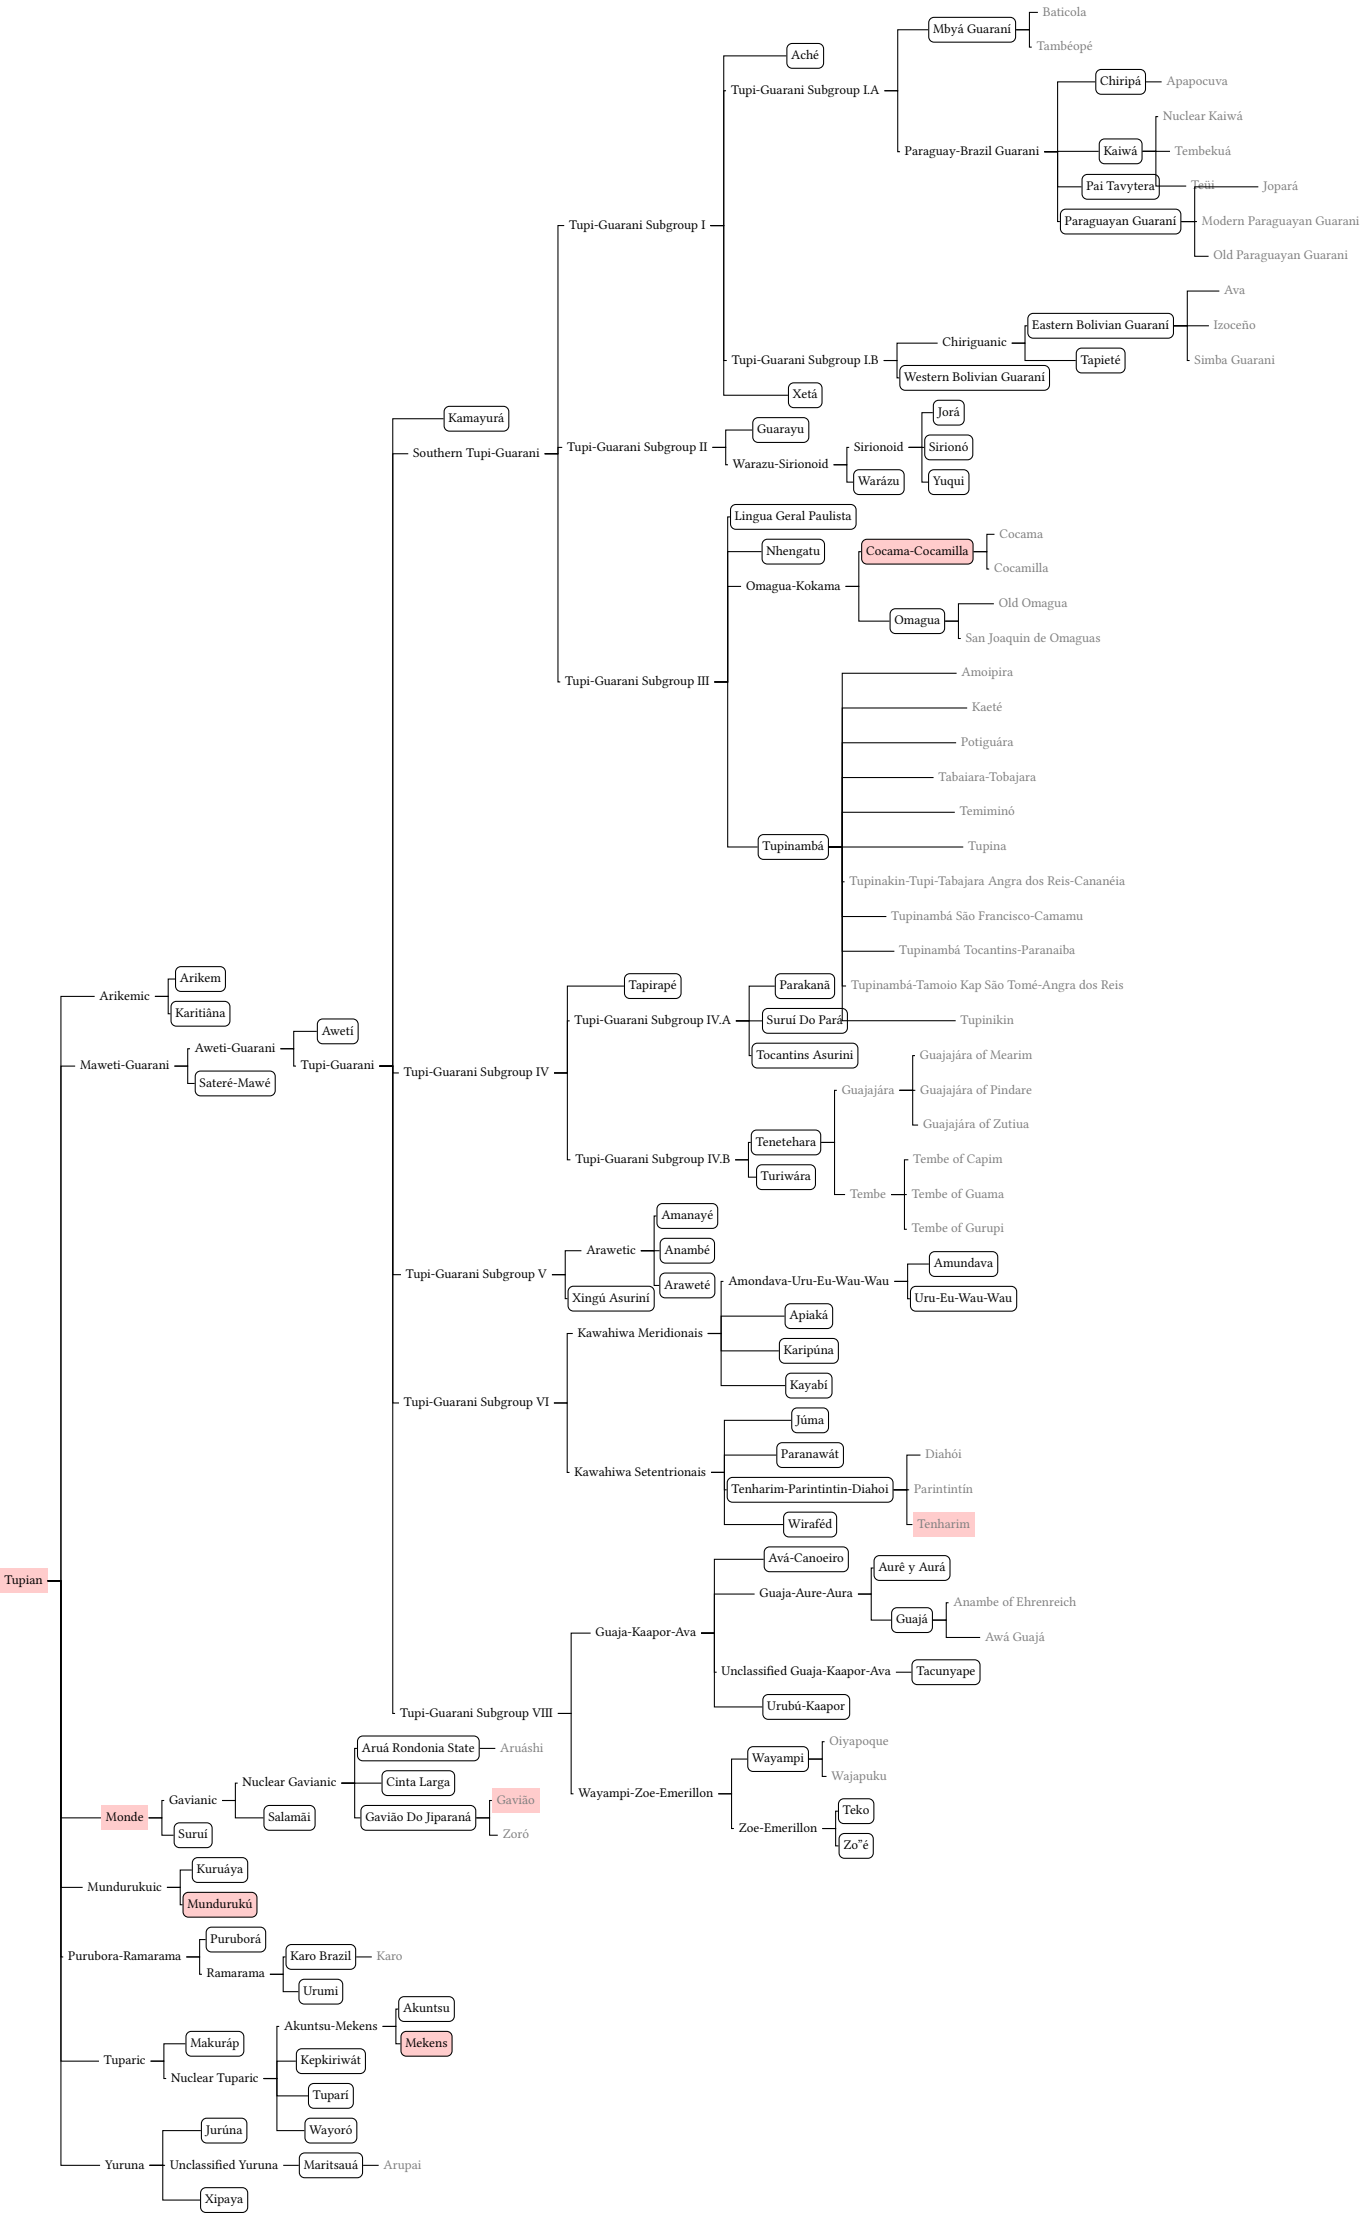 Baticola
Mbyá Guaraní
Tambéopé
Aché
Chiripá
Apapocuva
Tupi-Guarani Subgroup I.A
Nuclear Kaiwá
Paraguay-Brazil Guarani
Kaiwá
Tembekuá
Pai Tavytera
Teüi
Jopará
Paraguayan Guaraní
Modern Paraguayan Guarani
Tupi-Guarani Subgroup I
Old Paraguayan Guarani
Ava
Eastern Bolivian Guaraní
Izoceño
Chiriguanic
Tupi-Guarani Subgroup I.B
Tapieté
Simba Guarani
Western Bolivian Guaraní
Xetá
Kamayurá
Jorá
Guarayu
Southern Tupi-Guarani
Tupi-Guarani Subgroup II
Sirionoid
Sirionó
Warazu-Sirionoid
Warázu
Yuqui
Lingua Geral Paulista
Cocama
Nhengatu
Cocama-Cocamilla
Cocamilla
Omagua-Kokama
Old Omagua
Omagua
San Joaquin de Omaguas
Amoipira
Tupi-Guarani Subgroup III
Kaeté
Potiguára
Tabaiara-Tobajara
Temiminó
Tupinambá
Tupina
Tupinakin-Tupi-Tabajara Angra dos Reis-Cananéia
Tupinambá São Francisco-Camamu
Tupinambá Tocantins-Paranaiba
Arikem
Tapirapé
Parakanã
Tupinambá-Tamoio Kap São Tomé-Angra dos Reis
Arikemic
Karitiâna
Tupi-Guarani Subgroup IV.A
Suruí Do Pará
Tupinikin
Awetí
Aweti-Guarani
Tocantins Asurini
Guajajára of Mearim
Maweti-Guarani
Tupi-Guarani
Tupi-Guarani Subgroup IV
Sateré-Mawé
Guajajára
Guajajára of Pindare
Guajajára of Zutiua
Tenetehara
Tupi-Guarani Subgroup IV.B
Tembe of Capim
Turiwára
Tembe
Tembe of Guama
Amanayé
Tembe of Gurupi
Arawetic
Anambé
Amundava
Tupi-Guarani Subgroup V
Araweté
Amondava-Uru-Eu-Wau-Wau
Xingú Asuriní
Uru-Eu-Wau-Wau
Apiaká
Kawahiwa Meridionais
Karipúna
Kayabí
Tupi-Guarani Subgroup VI
Júma
Paranawát
Diahói
Kawahiwa Setentrionais
Tenharim-Parintintin-Diahoi
Parintintín
Wiraféd
Tenharim
Avá-Canoeiro
Aurê y Aurá
Tupian
Guaja-Aure-Aura
Anambe of Ehrenreich
Guajá
Guaja-Kaapor-Ava
Awá Guajá
Unclassified Guaja-Kaapor-Ava
Tacunyape
Urubú-Kaapor
Tupi-Guarani Subgroup VIII
Aruá Rondonia State
Aruáshi
Oiyapoque
Wayampi
Nuclear Gavianic
Cinta Larga
Wajapuku
Gavianic
Gavião
Wayampi-Zoe-Emerillon
Monde
Salamãi
Gavião Do Jiparaná
Teko
Suruí
Zoró
Zoe-Emerillon
Zo”é
Kuruáya
Mundurukuic
Mundurukú
Puruborá
Purubora-Ramarama
Karo Brazil
Karo
Ramarama
Urumi
Akuntsu
Akuntsu-Mekens
Makuráp
Mekens
Tuparic
Kepkiriwát
Nuclear Tuparic
Tuparí
Jurúna
Wayoró
Yuruna
Unclassified Yuruna
Maritsauá
Arupai
Xipaya